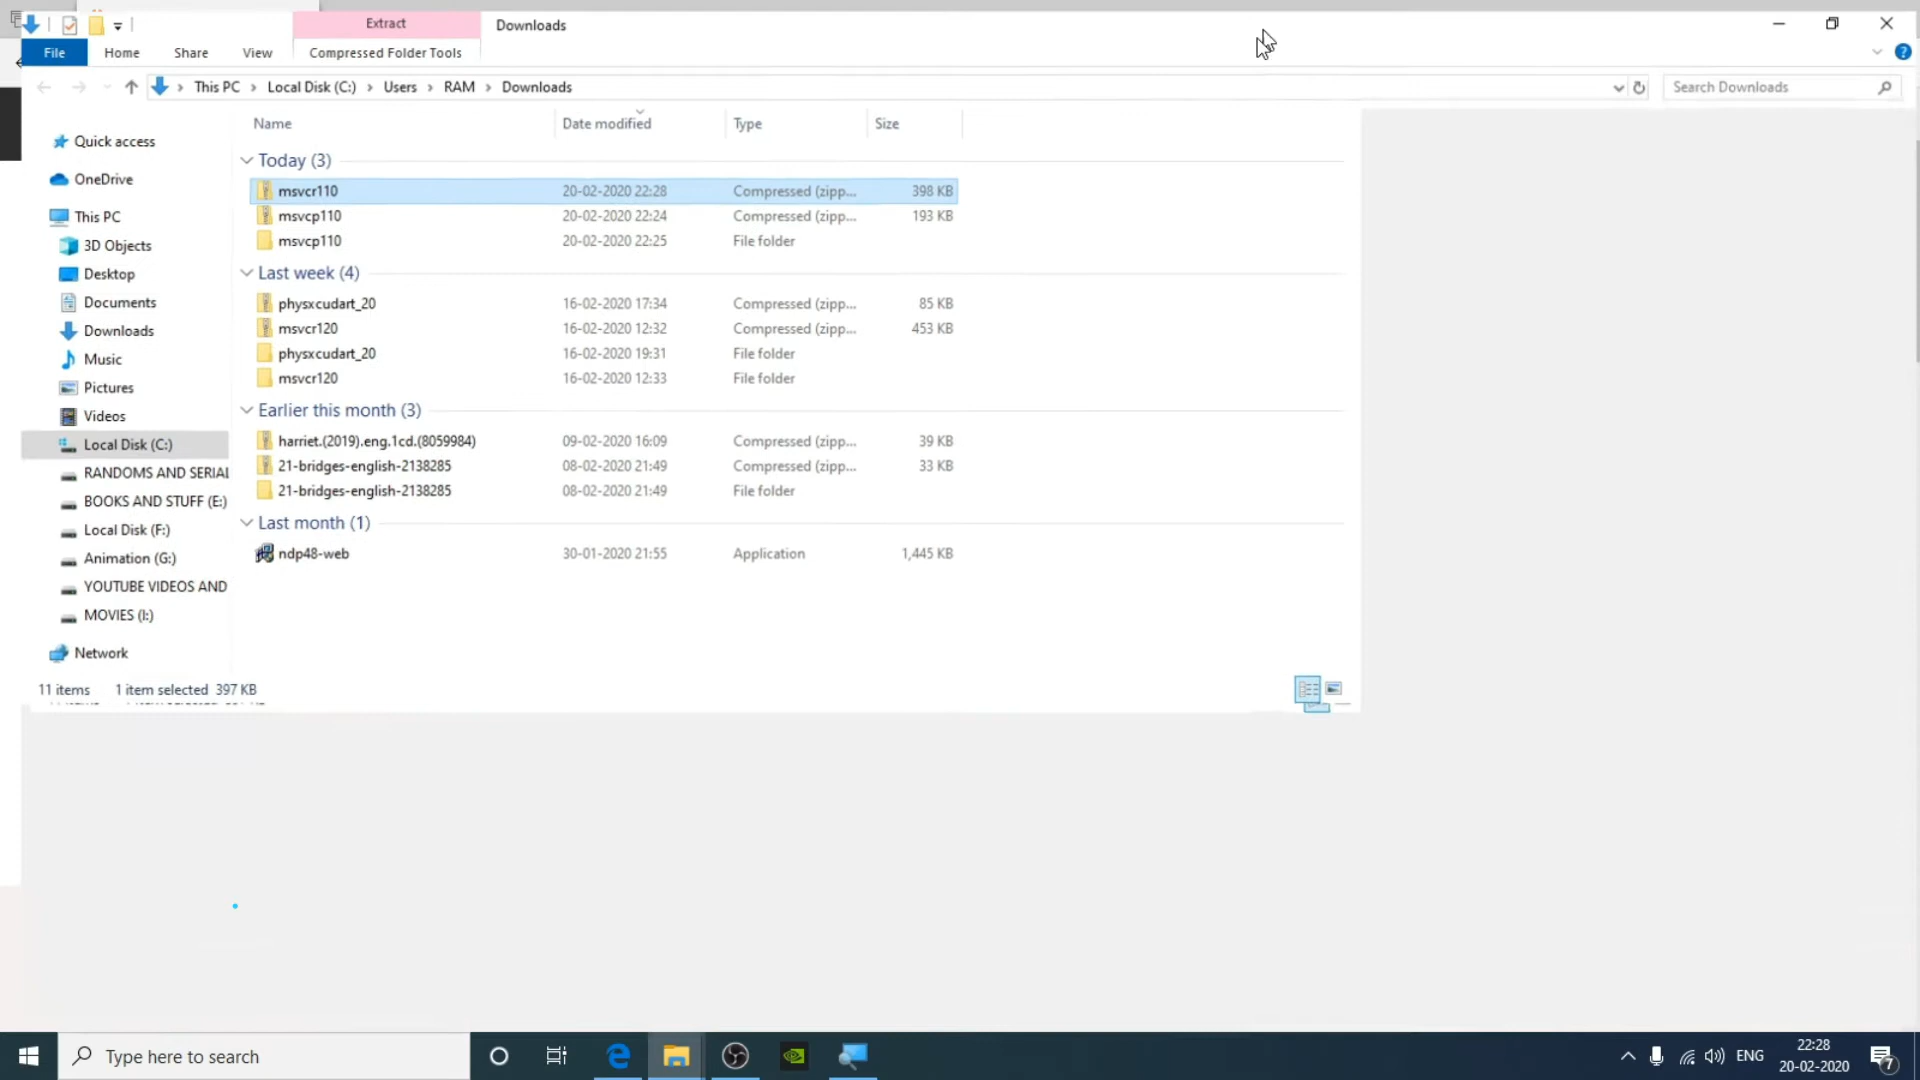 Extract
Downloads
File
Home
Share
View
Compressed Folder Tools
This PC
Local Disk (C:)
Users
RAM
Downloads
Search Downloads
Name
Date modified
Type
Size
Quick access
OneDrive
This PC
3D Objects
Desktop
Documents
Downloads
Music
Pictures
Videos
Local Disk (C:)
RANDOMS AND SERIAL
BOOKS AND STUFF (E:)
Local Disk (F:)
Animation (G:)
YOUTUBE VIDEOS AND
MOVIES (I:)
Network
Today (3)
msvcr110 20-02-2020 22:28 Compressed (zipp... 398 KB
msvcp110 20-02-2020 22:24 Compressed (zipp... 193 KB
msvcp110 20-02-2020 22:25 File folder
Last week (4)
physxcudart_20 16-02-2020 17:34 Compressed (zipp... 85 KB
msvcr120 16-02-2020 12:32 Compressed (zipp... 453 KB
physxcudart_20 16-02-2020 19:31 File folder
msvcr120 16-02-2020 12:33 File folder
Earlier this month (3)
harriet.(2019).eng.1cd.(8059984) 09-02-2020 16:09 Compressed (zipp... 39 KB
21-bridges-english-2138285 08-02-2020 21:49 Compressed (zipp... 33 KB
21-bridges-english-2138285 08-02-2020 21:49 File folder
Last month (1)
ndp48-web 30-01-2020 21:55 Application 1,445 KB
11 items 1 item selected 397 KB
Type here to search
ENG
22:28
20-02-2020
7